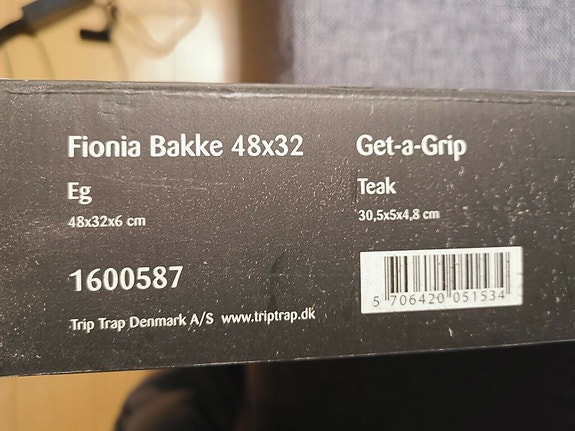 Fionia Bakke 48x32
Eg
48x32x6 cm
1600587
Trip Trap Denmark A/S www.triptrap.dk
Get-a-Grip
Teak
30,5x5x4,8 cm
5 706420 051534